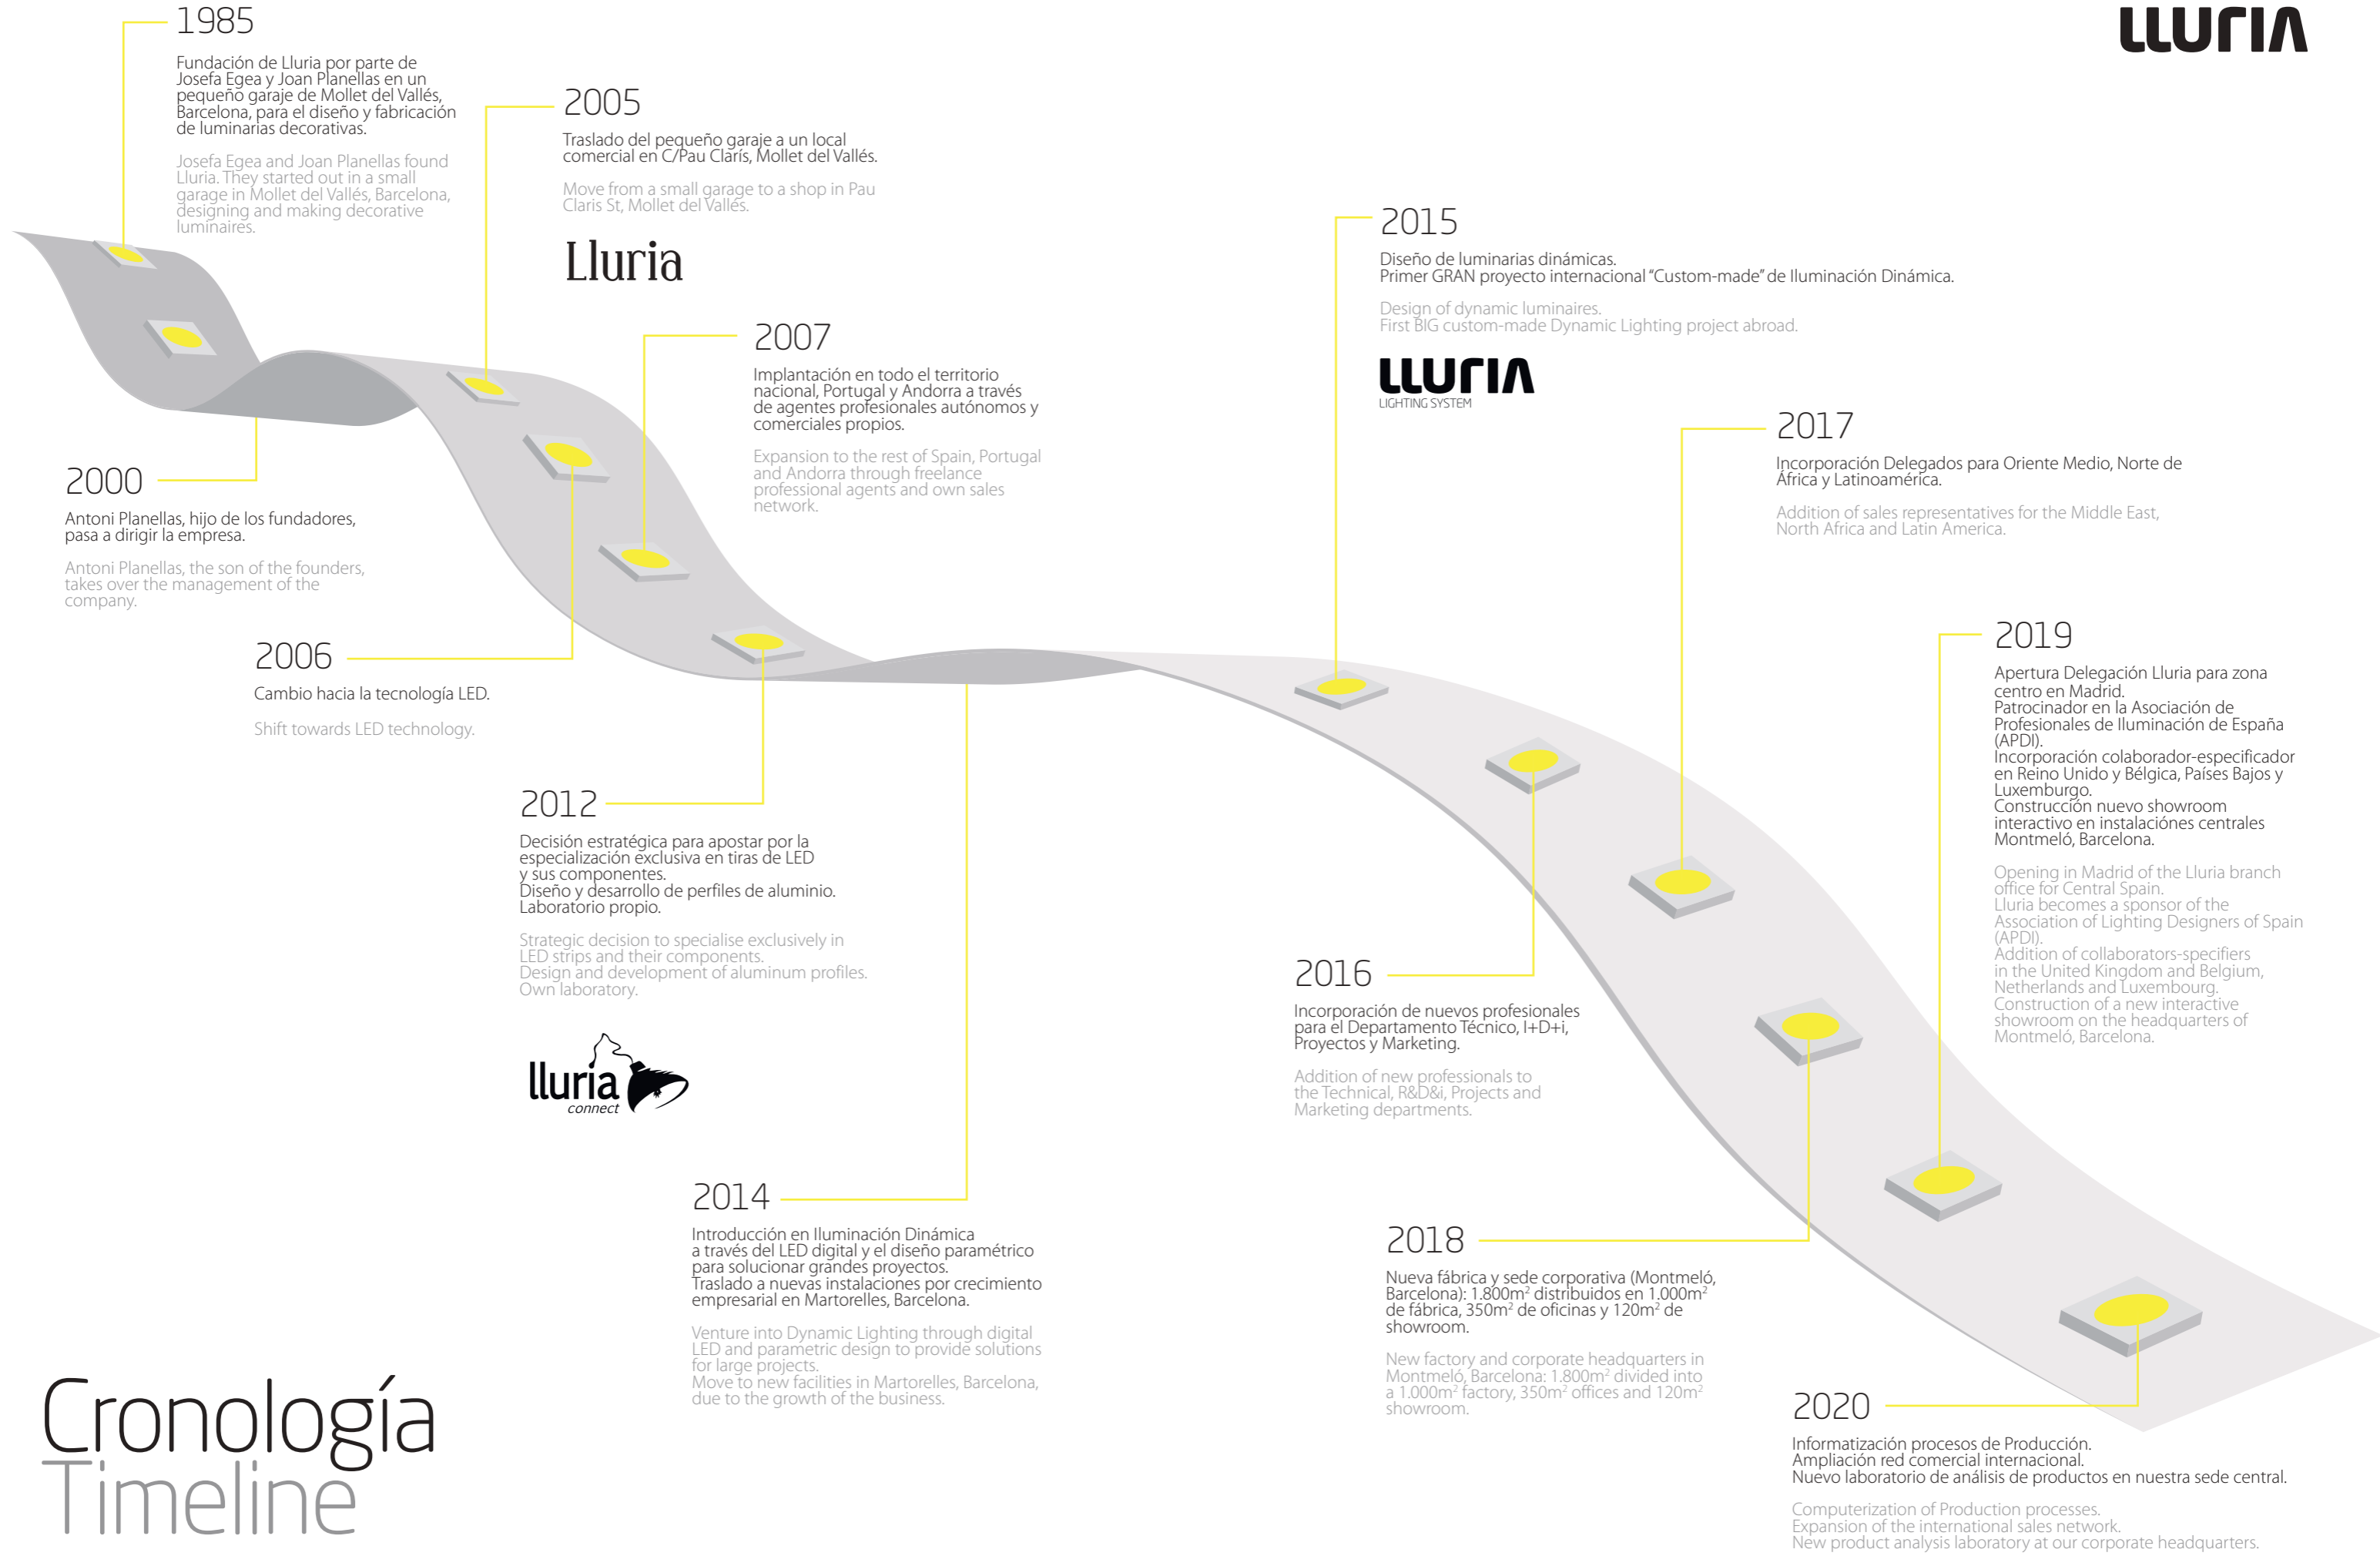 LLURIA
1985
Fundación de Lluria por parte de
Josefa Egea y Joan Planellas en un
pequeño garaje de Mollet del Vallés,
Barcelona, para el diseño y fabricación
de luminarias decorativas.
Josefa Egea and Joan Planellas found
Lluria. They started out in a small
garage in Mollet del Vallés, Barcelona,
designing and making decorative
luminaires.
2000
Antoni Planellas, hijo de los fundadores,
pasa a dirigir la empresa.
Antoni Planellas, the son of the founders,
takes over the management of the
company.
2005
Traslado del pequeño garaje a un local
comercial en C/Pau Clarís, Mollet del Vallés.
Move from a small garage to a shop in Pau
Claris St, Mollet del Vallés.
Lluria
2006
Cambio hacia la tecnología LED.
Shift towards LED technology.
2007
Implantación en todo el territorio
nacional, Portugal y Andorra a través
de agentes profesionales autónomos y
comerciales propios.
Expansion to the rest of Spain, Portugal
and Andorra through freelance
professional agents and own sales
network.
2012
Decisión estratégica para apostar por la
especialización exclusiva en tiras de LED
y sus componentes.
Diseño y desarrollo de perfiles de aluminio.
Laboratorio propio.
Strategic decision to specialise exclusively in
LED strips and their components.
Design and development of aluminum profiles.
Own laboratory.
lluria
connect
2014
Introducción en Iluminación Dinámica
a través del LED digital y el diseño paramétrico
para solucionar grandes proyectos.
Traslado a nuevas instalaciones por crecimiento
empresarial en Martorelles, Barcelona.
Venture into Dynamic Lighting through digital
LED and parametric design to provide solutions
for large projects.
Move to new facilities in Martorelles, Barcelona,
due to the growth of the business.
2015
Diseño de luminarias dinámicas.
Primer GRAN proyecto internacional “Custom-made” de Iluminación Dinámica.
Design of dynamic luminaires.
First BIG custom-made Dynamic Lighting project abroad.
LLURIA
LIGHTING SYSTEM
2016
Incorporación de nuevos profesionales
para el Departamento Técnico, I+D+i,
Proyectos y Marketing.
Addition of new professionals to
the Technical, R&D&i, Projects and
Marketing departments.
2017
Incorporación Delegados para Oriente Medio, Norte de
África y Latinoamérica.
Addition of sales representatives for the Middle East,
North Africa and Latin America.
2018
Nueva fábrica y sede corporativa (Montmeló,
Barcelona): 1.800m² distribuidos en 1.000m²
de fábrica, 350m² de oficinas y 120m² de
showroom.
New factory and corporate headquarters in
Montmeló, Barcelona: 1.800m² divided into
a 1.000m² factory, 350m² offices and 120m²
showroom.
2019
Apertura Delegación Lluria para zona
centro en Madrid.
Patrocinador en la Asociación de
Profesionales de Iluminación de España
(APDI).
Incorporación colaborador-especificador
en Reino Unido y Bélgica, Países Bajos y
Luxemburgo.
Construcción nuevo showroom
interactivo en instalaciónes centrales
Montmeló, Barcelona.
Opening in Madrid of the Lluria branch
office for Central Spain.
Lluria becomes a sponsor of the
Association of Lighting Designers of Spain
(APDI).
Addition of collaborators-specifiers
in the United Kingdom and Belgium,
Netherlands and Luxembourg.
Construction of a new interactive
showroom on the headquarters of
Montmeló, Barcelona.
2020
Informatización procesos de Producción.
Ampliación red comercial internacional.
Nuevo laboratorio de análisis de productos en nuestra sede central.
Computerization of Production processes.
Expansion of the international sales network.
New product analysis laboratory at our corporate headquarters.
Cronología
Timeline